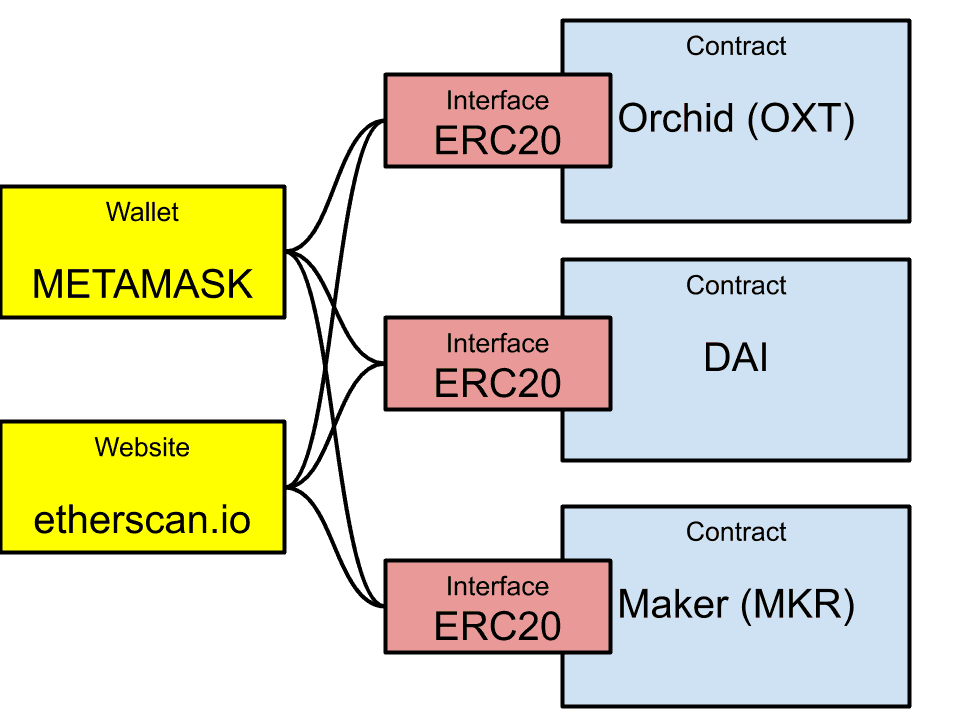 Wallet
METAMASK
Website
etherscan.io
Interface
ERC20
Contract
Orchid (OXT)
Interface
ERC20
Contract
DAI
Interface
ERC20
Contract
Maker (MKR)